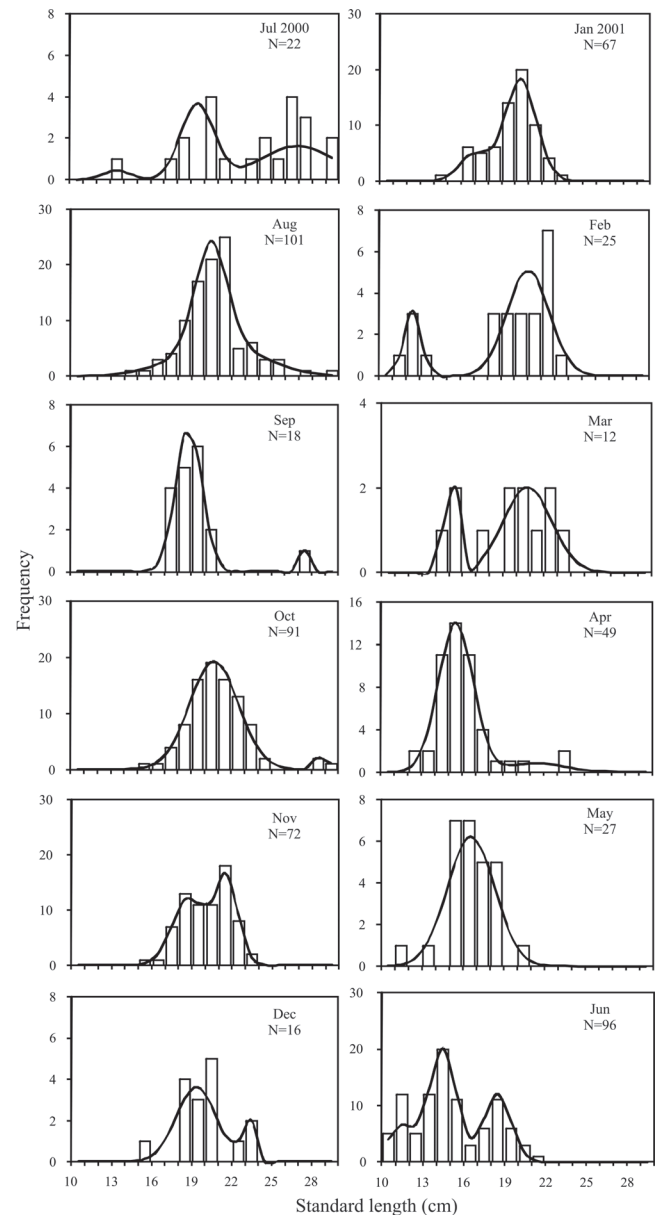 Jul 2000
N=22
8
6
4
2
0
Jan 2001
N=67
30
20
10
0
Aug
N=101
30
20
10
0
Feb
N=25
8
6
4
2
0
Sep
N=18
8
6
4
2
0
Mar
N=12
4
2
0
Frequency
Oct
N=91
30
20
10
0
Apr
N=49
16
12
8
4
0
Nov
N=72
30
20
10
0
May
N=27
8
6
4
2
0
Dec
N=16
8
6
4
2
0
Jun
N=96
30
20
10
0
10 13 16 19 22 25 28
10 13 16 19 22 25 28
Standard length (cm)